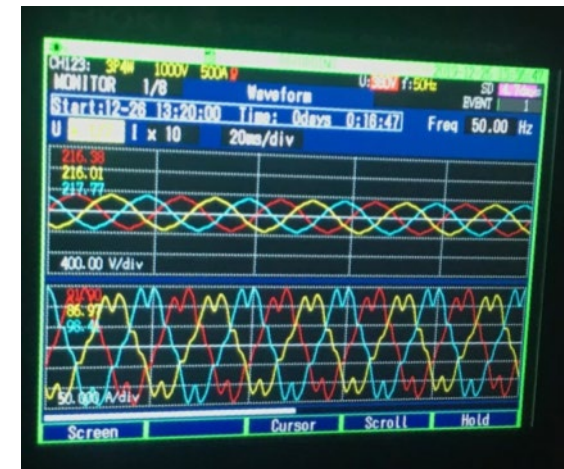 CH123: 3P4W 1000V 500A f:50Hz SD
MONITOR 1/8 Waveform EVENT 1
Start:12-26 13:20:00 Time: 0days 0:16:47 Freq 50.00 Hz
U I x 10 20ms/div
216.38
216.01
217.77
400.00 V/div
86.97
50.000 A/div
Screen Cursor Scroll Hold